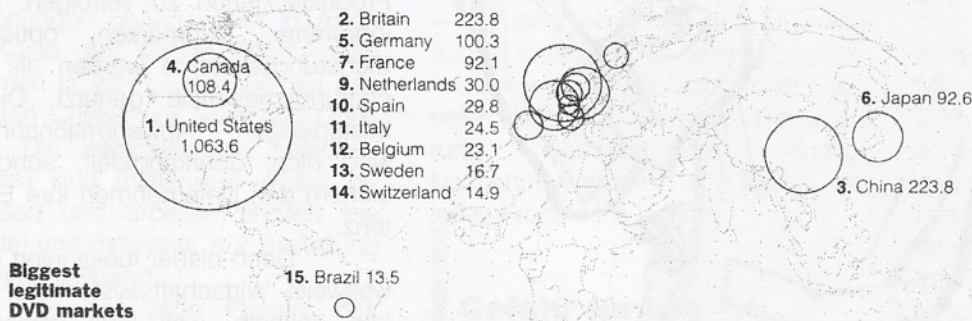 2. Britain 223.8
5. Germany 100.3
7. France 92.1
9. Netherlands 30.0
10. Spain 29.8
11. Italy 24.5
12. Belgium 23.1
13. Sweden 16.7
14. Switzerland 14.9
4. Canada
108.4
1. United States
1.063.6
6. Japan 92.6
3. China 223.8
15. Brazil 13.5
Biggest
legitimate
DVD markets